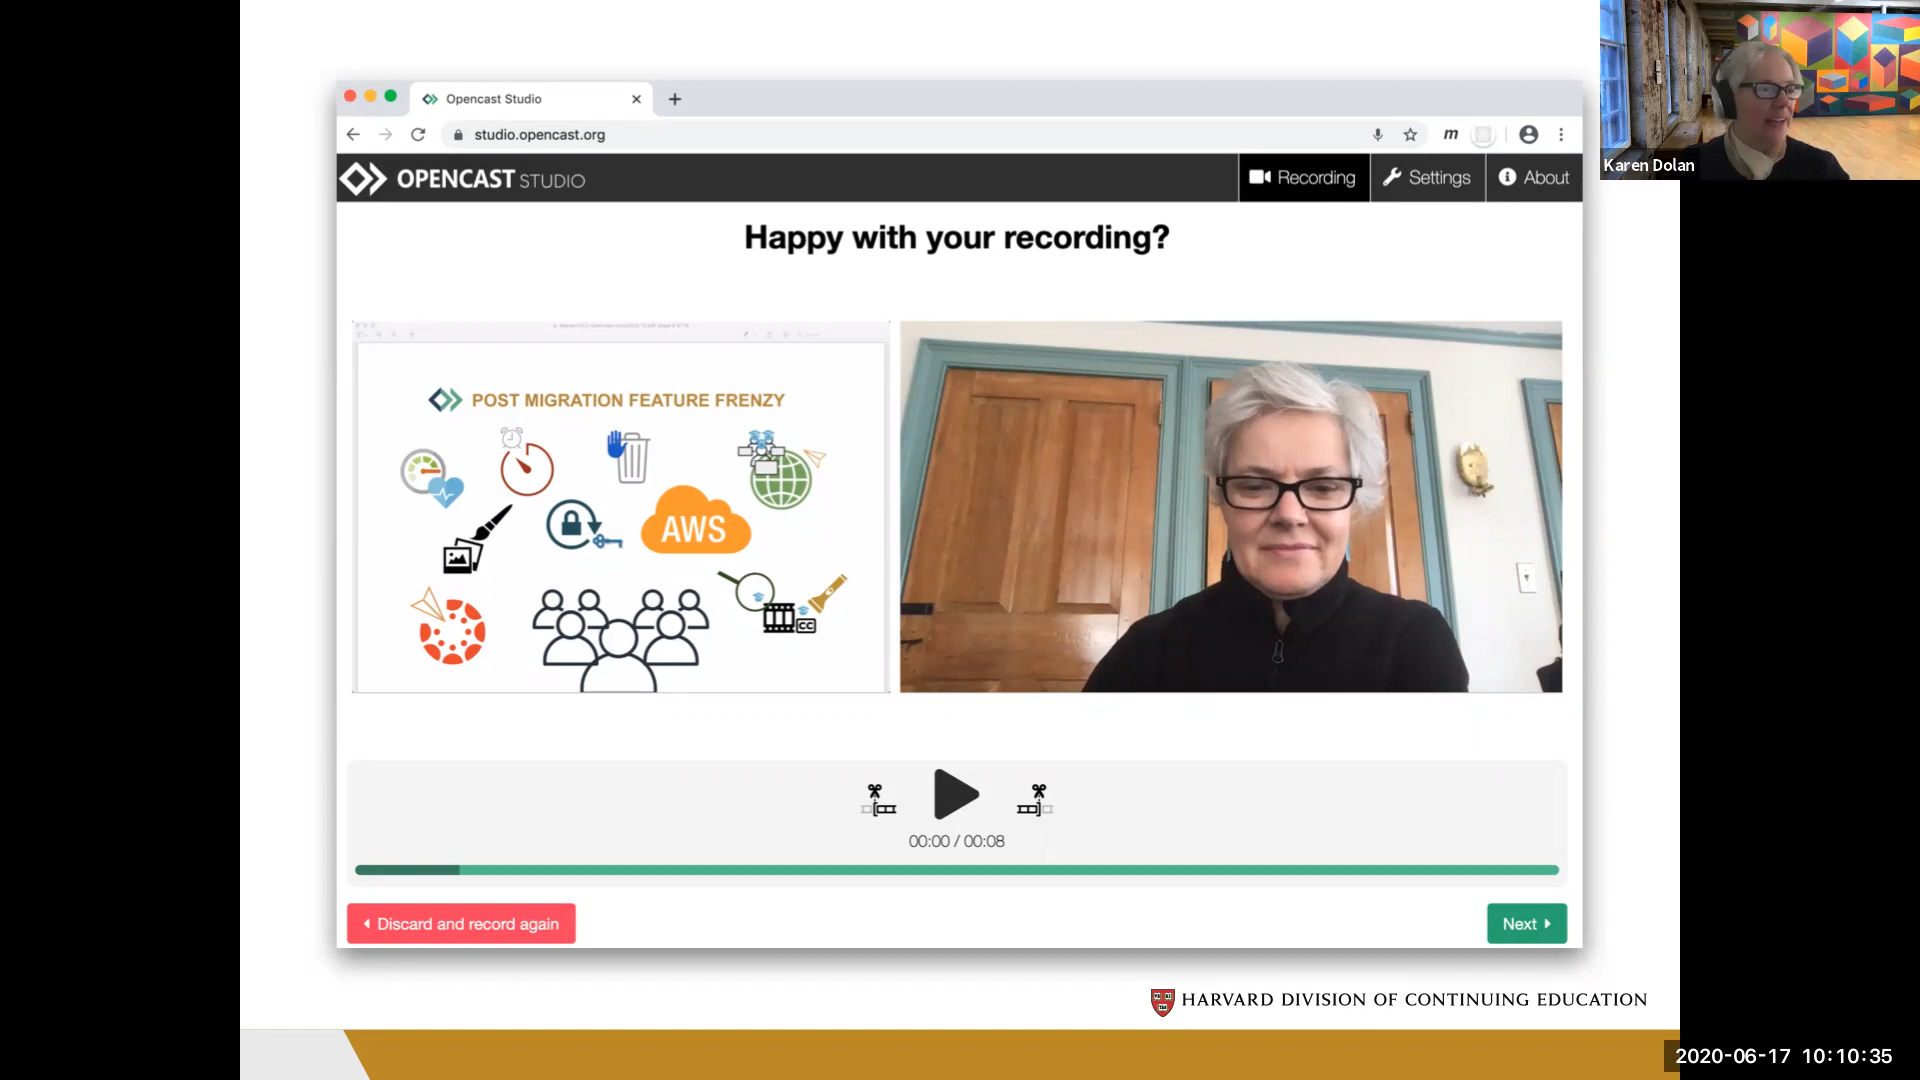 Opencast Studio
studio.opencast.org
m
OPENCAST STUDIO
Recording
Settings
About
Happy with your recording?
POST MIGRATION FEATURE FRENZY
AWS
CC
00:00 / 00:08
Discard and record again
Next
HARVARD DIVISION OF CONTINUING EDUCATION
Karen Dolan
2020-06-17 10:10:35